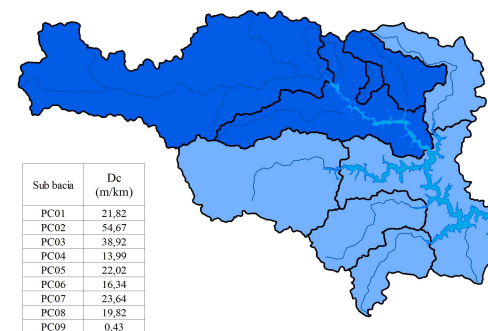 Sub bacia Dc (m/km)
PC01 21,82
PC02 54,67
PC03 38,92
PC04 13,99
PC05 22,02
PC06 16,34
PC07 23,64
PC08 19,82
PC09 0,43